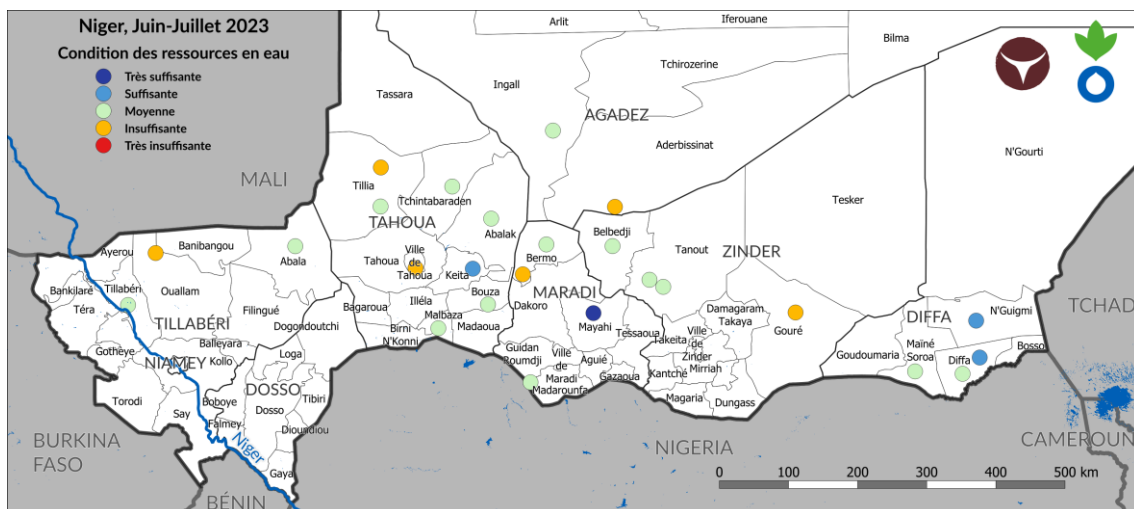 Niger, Juin-Juillet 2023
Condition des ressources en eau
Très suffisante
Suffisante
Moyenne
Insuffisante
Très insuffisante
Arlit
Iferouane
Bilma
Ingall
Tchirozerine
Tassara
AGADEZ
Aderbissinat
N'Gourti
MALI
Tillia
Tchintabaraden
Tesker
TAHOUA
Abalak
Belbedji
Tanout
ZINDER
Ayerou
Banibangou
Abala
Tahoua
Ville
de
Tahoua
Keita
Bermo
Bankilaré
Tillabéri
Ouallam
Téra
Filingué
Bagaroua
Illéla
Bouza
Dakoro
MARADI
Mayahi
Damagaram
Takaya
Gouré
DIFFA
N'Guigmi
TCHAD
TILLABÉRI
Dogondoutchi
Birni
N'Konni
Malbaza
Madaoua
Tessaoua
Takeita
Ville
de
Zinder
Goudoumaria
Maïné
Soroa
Diffa
Bosso
Gotheye
Balleyara
NIAMEY
Kollo
Loga
Guidan
Roumdji
Ville
de
Maradi
Madarounfa
Aguié
Gazaoua
Kantché
Mirriah
Magaria
Dungass
Torodi
Say
Boboye
DOSSO
Dosso
Tibiri
Falmey
Dioundiou
Gaya
Niger
BURKINA
FASO
BÉNIN
NIGERIA
CAMEROUN
0 100 200 300 400 500 km